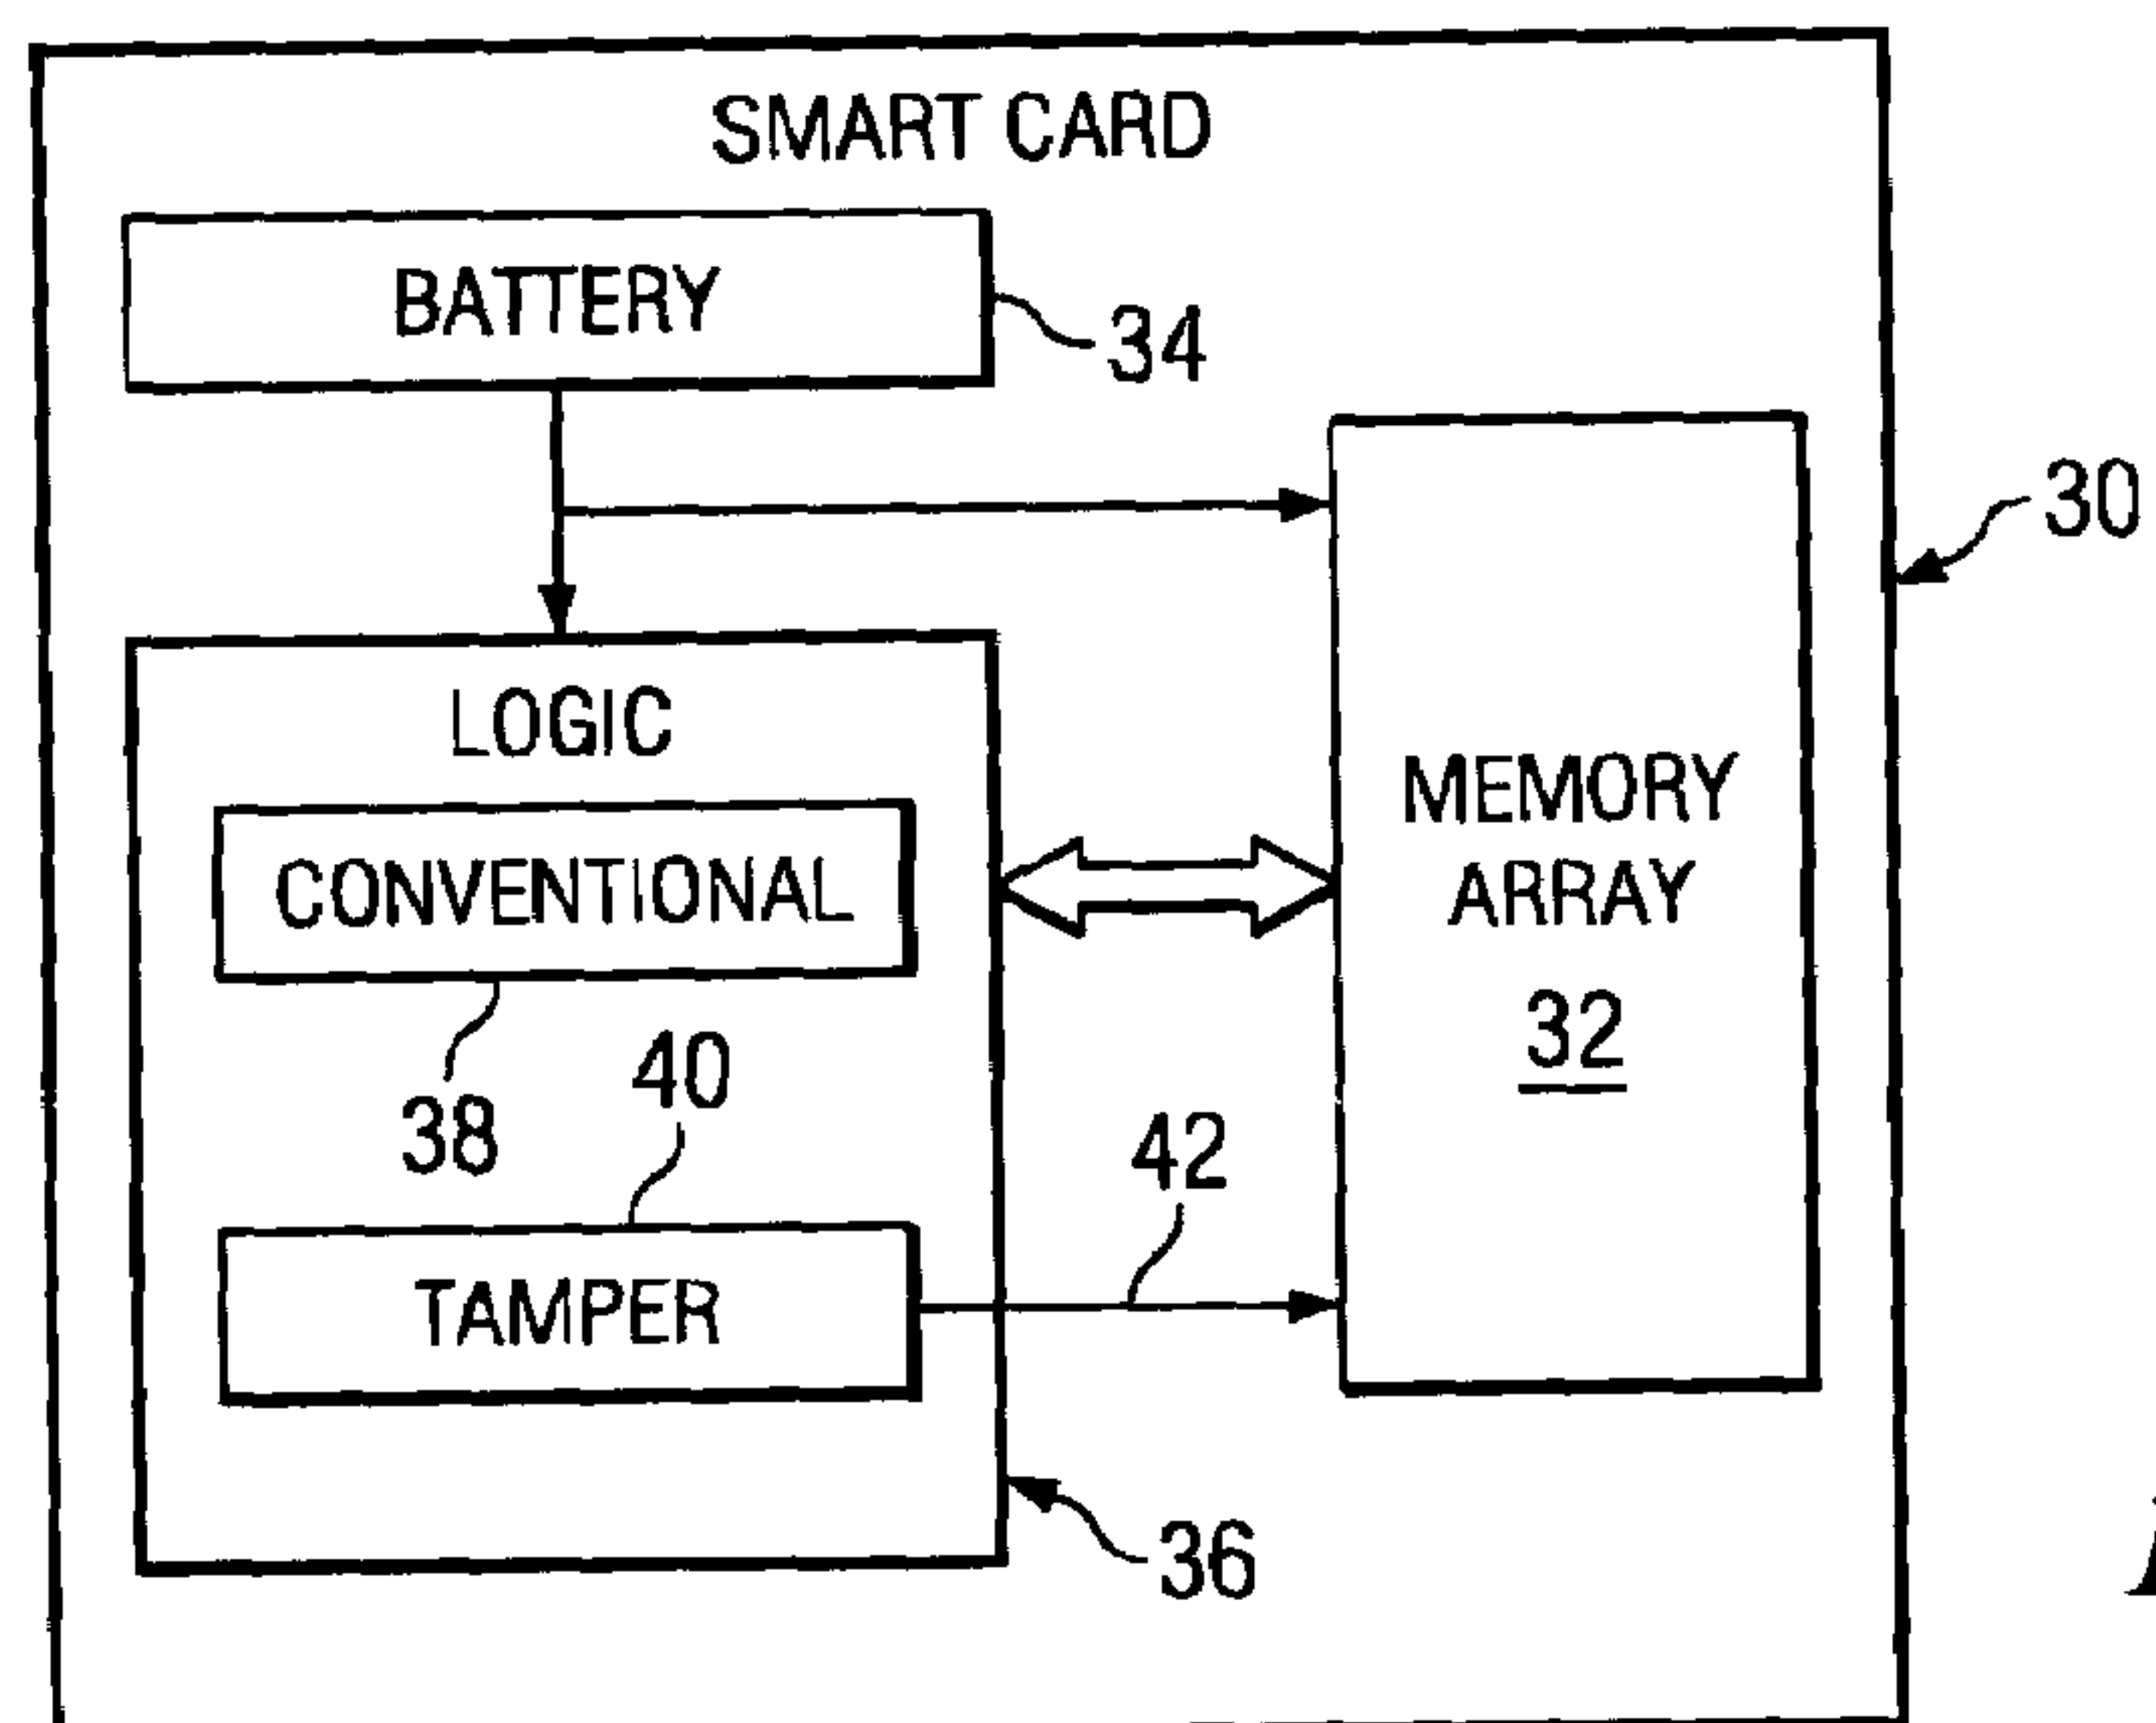 SMART CARD
BATTERY
34
30
LOGIC
MEMORY
ARRAY
32
CONVENTIONAL
38
40
42
TAMPER
36